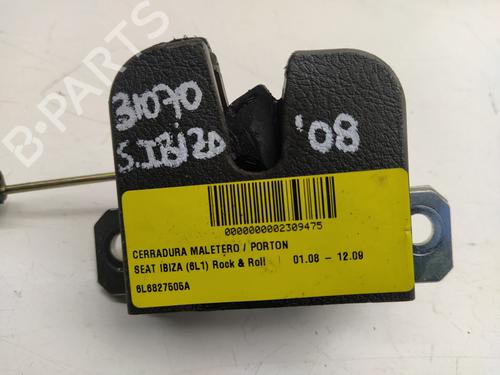 31070
S.IBIZA
'08
0000000002309475
CERRADURA MALETERO / PORTON
SEAT IBIZA (6L1) Rock & Roll | 01.08 – 12.09
6L6827505A
B-PARTS